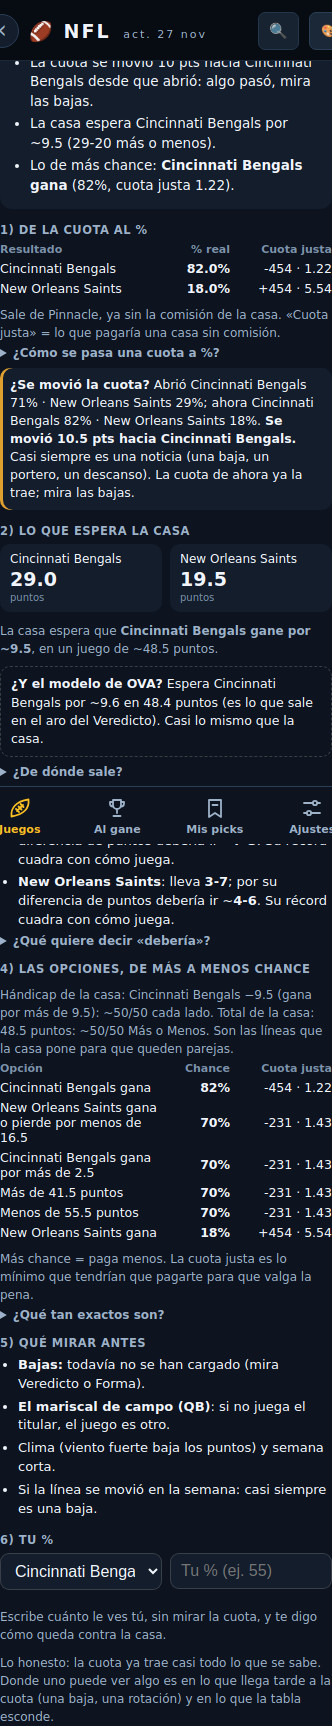 🏈 NFL act. 27 nov
La cuota se movió 10 pts hacia Cincinnati
Bengals desde que abrió: algo pasó, mira
las bajas.
La casa espera Cincinnati Bengals por
~9.5 (29-20 más o menos).
Lo de más chance: Cincinnati Bengals
gana (82%, cuota justa 1.22).
1) DE LA CUOTA AL %
Resultado % real Cuota justa
Cincinnati Bengals 82.0% -454 · 1.22
New Orleans Saints 18.0% +454 · 5.54
Sale de Pinnacle, ya sin la comisión de la casa. «Cuota
justa» = lo que pagaría una casa sin comisión.
¿Cómo se pasa una cuota a %?
¿Se movió la cuota? Abrió Cincinnati Bengals
71% · New Orleans Saints 29%; ahora Cincinnati
Bengals 82% · New Orleans Saints 18%. Se
movió 10.5 pts hacia Cincinnati Bengals.
Casi siempre es una noticia (una baja, un
portero, un descanso). La cuota de ahora ya la
trae; mira las bajas.
2) LO QUE ESPERA LA CASA
Cincinnati Bengals New Orleans Saints
29.0 19.5
puntos puntos
La casa espera que Cincinnati Bengals gane por
~9.5, en un juego de ~48.5 puntos.
¿Y el modelo de OVA? Espera Cincinnati
Bengals por ~9.6 en 48.4 puntos (es lo que sale
en el aro del Veredicto). Casi lo mismo que la
casa.
¿De dónde sale?
Juegos Al gane Mis picks Ajustes
cuadra con cómo juega.
New Orleans Saints: lleva 3-7; por su
diferencia de puntos debería ir ~4-6. Su récord
cuadra con cómo juega.
¿Qué quiere decir «debería»?
4) LAS OPCIONES, DE MÁS A MENOS CHANCE
Hándicap de la casa: Cincinnati Bengals −9.5 (gana
por más de 9.5): ~50/50 cada lado. Total de la casa:
48.5 puntos: ~50/50 Más o Menos. Son las líneas que
la casa pone para que queden parejas.
Opción Chance Cuota justa
Cincinnati Bengals gana 82% -454 · 1.22
New Orleans Saints gana
o pierde por menos de 70% -231 · 1.43
16.5
Cincinnati Bengals gana
por más de 2.5 70% -231 · 1.43
Más de 41.5 puntos 70% -231 · 1.43
Menos de 55.5 puntos 70% -231 · 1.43
New Orleans Saints gana 18% +454 · 5.54
Más chance = paga menos. La cuota justa es lo
mínimo que tendrían que pagarte para que valga la
pena.
¿Qué tan exactos son?
5) QUÉ MIRAR ANTES
Bajas: todavía no se han cargado (mira
Veredicto o Forma).
El mariscal de campo (QB): si no juega el
titular, el juego es otro.
Clima (viento fuerte baja los puntos) y semana
corta.
Si la línea se movió en la semana: casi siempre
es una baja.
6) TU %
Cincinnati Benga Tu % (ej. 55)
Escribe cuánto le ves tú, sin mirar la cuota, y te digo
cómo queda contra la casa.
Lo honesto: la cuota ya trae casi todo lo que se sabe.
Donde uno puede ver algo es en lo que llega tarde a la
cuota (una baja, una rotación) y en lo que la tabla
esconde.